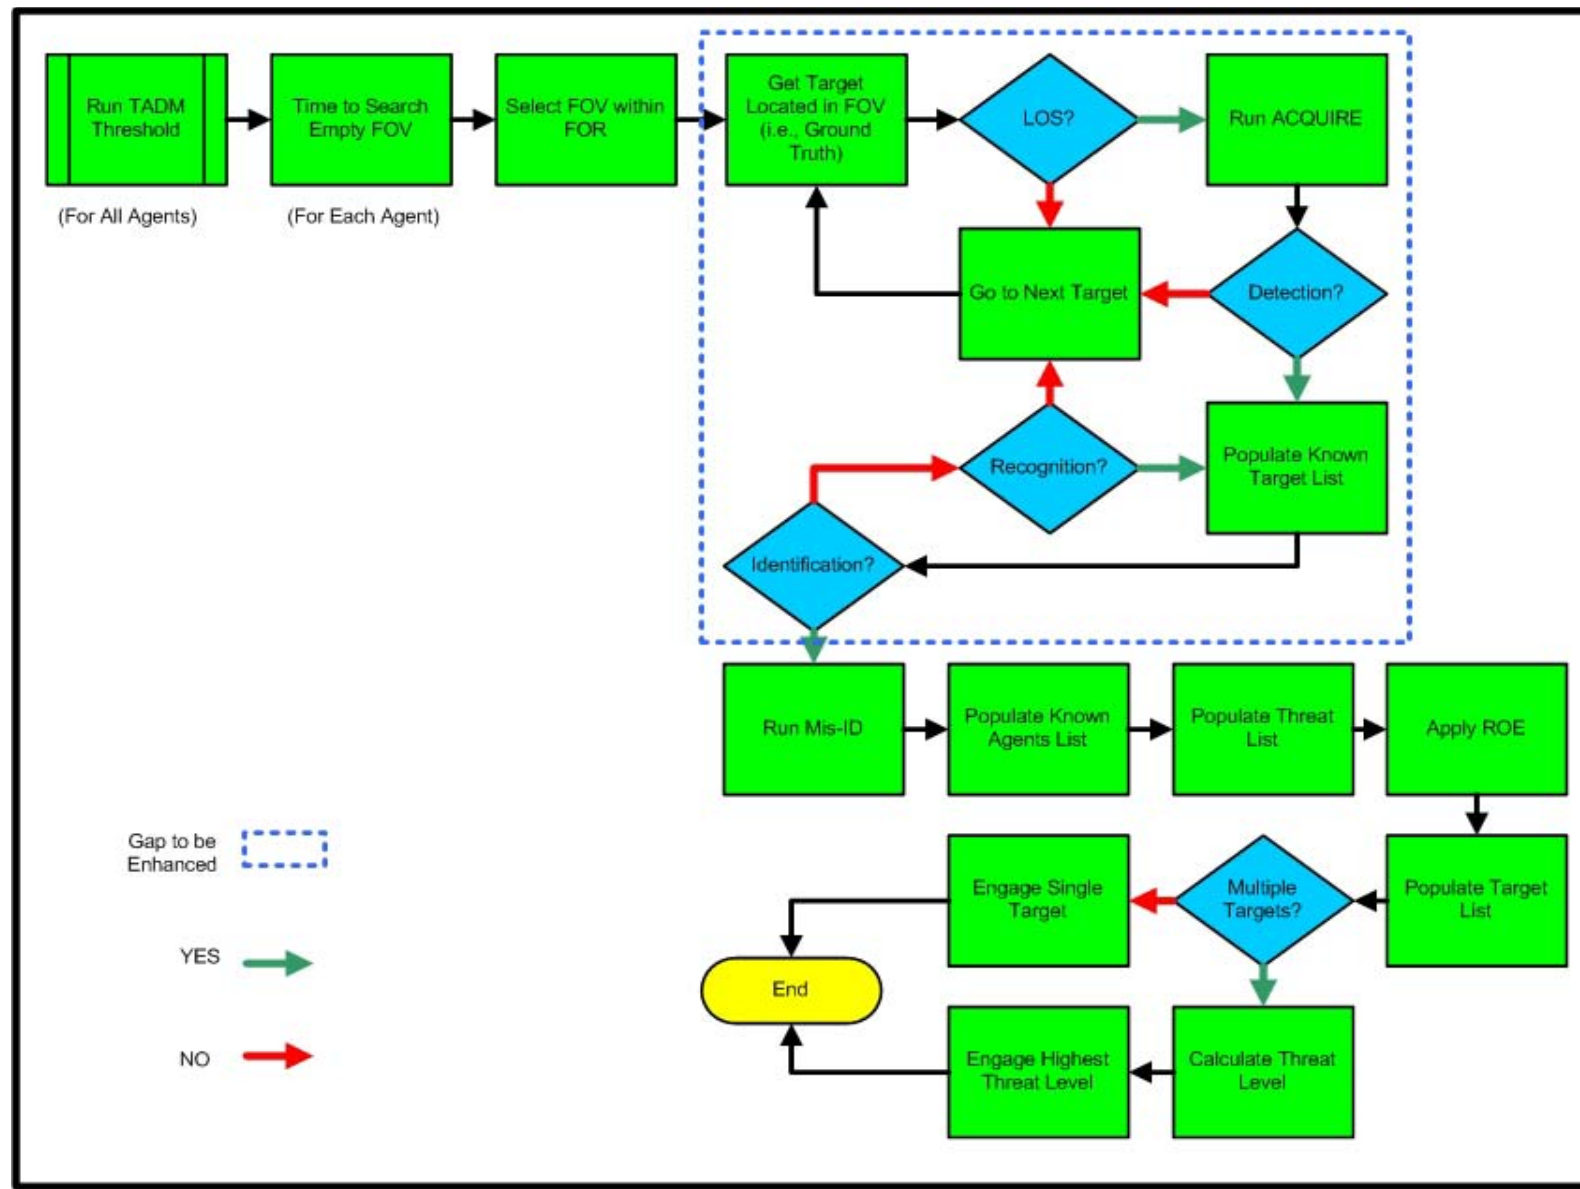 Run TADM
Threshold
(For All Agents)
Time to Search
Empty FOV
(For Each Agent)
Select FOV within
FOR
Get Target
Located in FOV
(i.e., Ground
Truth)
LOS?
Run ACQUIRE
Go to Next Target
Detection?
Recognition?
Populate Known
Target List
Identification?
Run Mis-ID
Populate Known
Agents List
Populate Threat
List
Apply ROE
Gap to be
Enhanced
Engage Single
Target
Multiple
Targets?
Populate Target
List
YES
End
NO
Engage Highest
Threat Level
Calculate Threat
Level